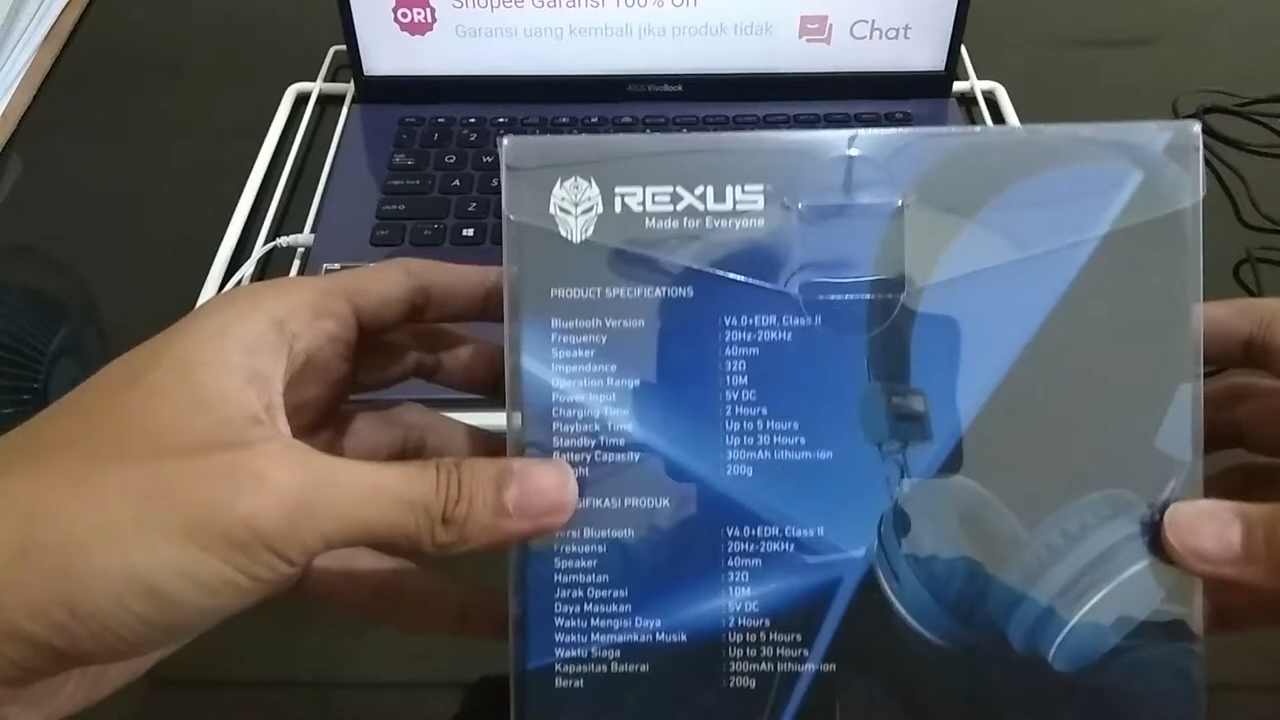 Shopee Garansi 100% Ori
ORI
Garansi uang kembali jika produk tidak
Chat
ASUS VivoBook
1 2
Q W
A S
Z
REXUS
Made for Everyone
PRODUCT SPECIFICATIONS
Bluetooth Version : V4.0+EDR, Class II
Frequency : 20Hz-20KHz
Speaker : 40mm
Impendance : 32Ω
Operation Range : 10M
Power Input : 5V DC
Charging Time : 2 Hours
Playback Time : Up to 5 Hours
Standby Time : Up to 30 Hours
Battery Capacity : 300mAh lithium-ion
: 200g
SIFIKASI PRODUK
Versi Bluetooth : V4.0+EDR, Class II
Frekuensi : 20Hz-20KHz
Speaker : 40mm
Hambatan : 32Ω
Jarak Operasi : 10M
Daya Masukan : 5V DC
Waktu Mengisi Daya : 2 Hours
Waktu Memainkan Musik : Up to 5 Hours
Waktu Siaga : Up to 30 Hours
Kapasitas Baterai : 300mAh lithium-ion
Berat : 200g